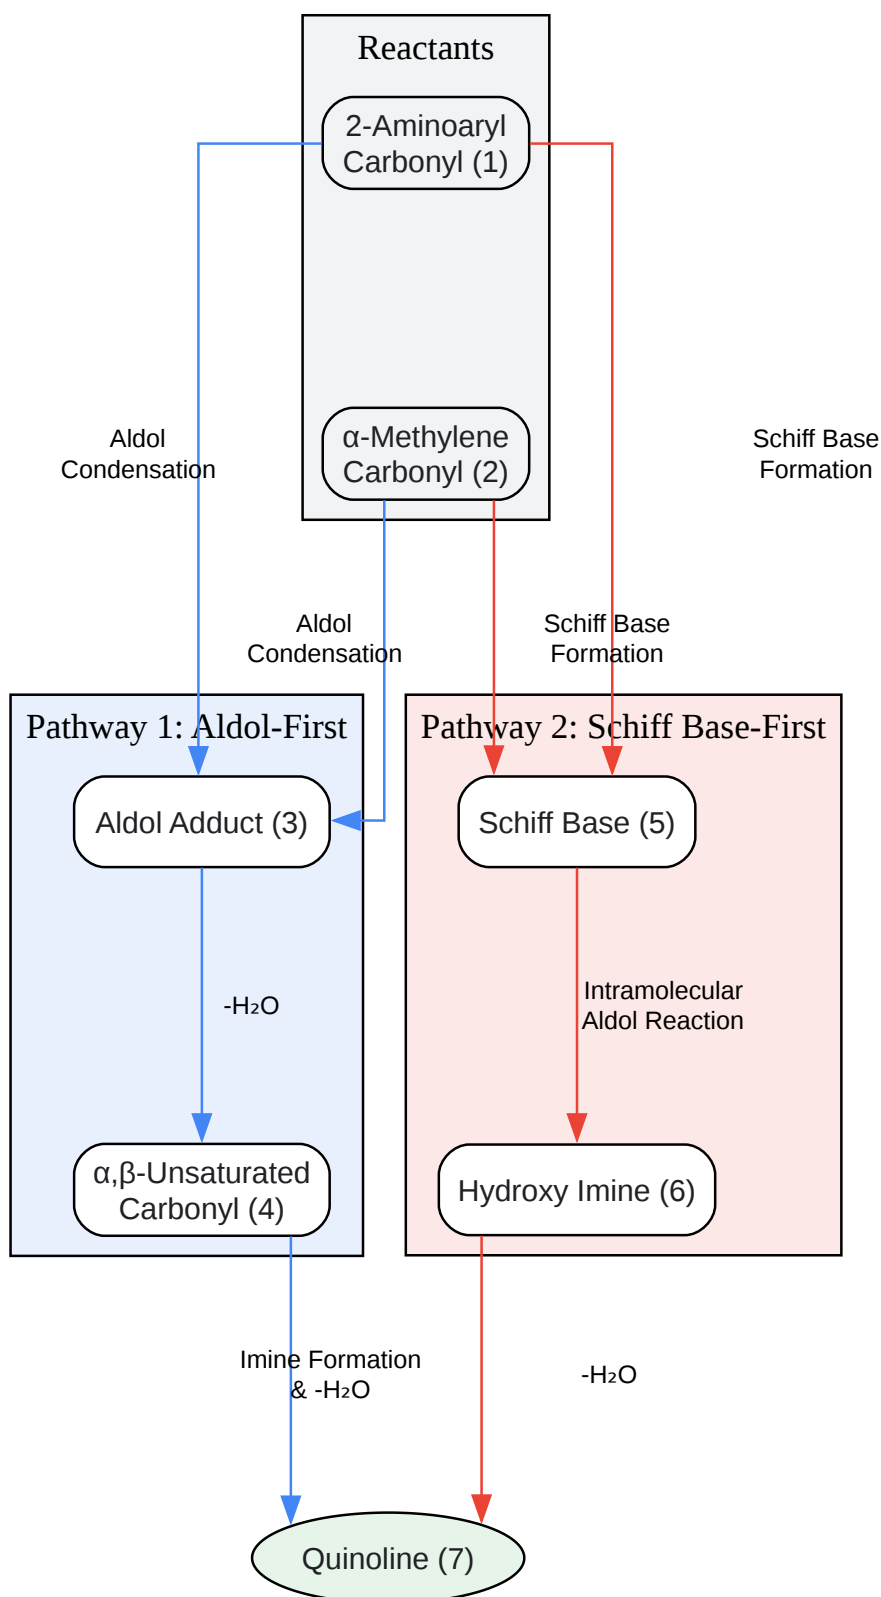 Reactants
2-Aminoaryl
Carbonyl (1)
α-Methylene
Carbonyl (2)
Aldol
Condensation
Schiff Base
Formation
Aldol
Condensation
Schiff Base
Formation
Pathway 1: Aldol-First
Pathway 2: Schiff Base-First
Aldol Adduct (3)
Schiff Base (5)
-H₂O
Intramolecular
Aldol Reaction
α,β-Unsaturated
Carbonyl (4)
Hydroxy Imine (6)
Imine Formation
& -H₂O
-H₂O
Quinoline (7)